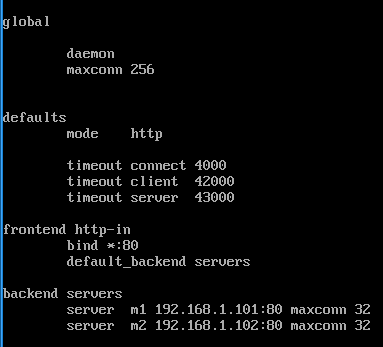 global
daemon
maxconn 256
defaults
mode http
timeout connect 4000
timeout client 42000
timeout server 43000
frontend http-in
bind *:80
default_backend servers
backend servers
server m1 192.168.1.101:80 maxconn 32
server m2 192.168.1.102:80 maxconn 32